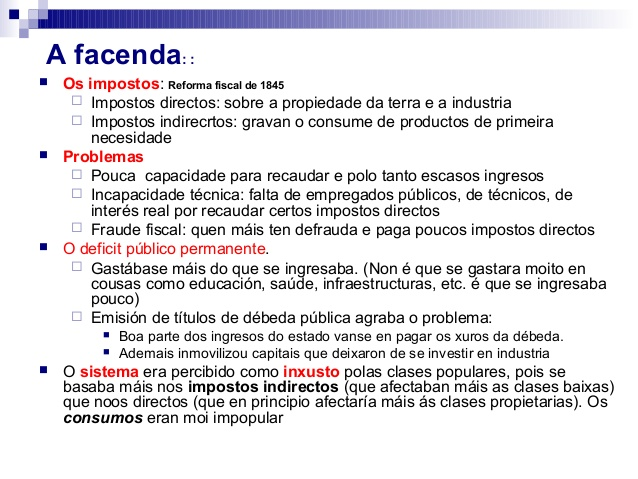 A facenda::
Os impostos: Reforma fiscal de 1845
Impostos directos: sobre a propiedade da terra e a industria
Impostos indirecrtos: gravan o consume de productos de primeira
necesidade
Problemas
Pouca capacidade para recaudar e polo tanto escasos ingresos
Incapacidade técnica: falta de empregados públicos, de técnicos, de
interés real por recaudar certos impostos directos
Fraude fiscal: quen máis ten defrauda e paga poucos impostos directos
O deficit público permanente.
Gastábase máis do que se ingresaba. (Non é que se gastara moito en
cousas como educación, saúde, infraestructuras, etc. é que se ingresaba
pouco)
Emisión de títulos de débeda pública agraba o problema:
Boa parte dos ingresos do estado vanse en pagar os xuros da débeda.
Ademais inmovilizou capitais que deixaron de se investir en industria
O sistema era percibido como inxusto polas clases populares, pois se
basaba máis nos impostos indirectos (que afectaban máis as clases baixas)
que noos directos (que en principio afectaría máis ás clases propietarias). Os
consumos eran moi impopular